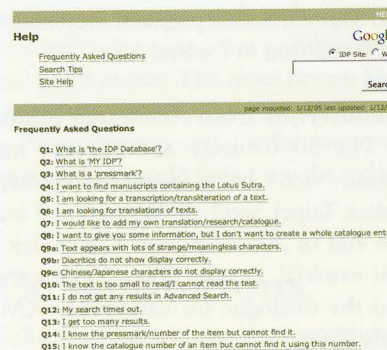 Help
Frequently Asked Questions
Search Tips
Site Help
IDP Site
page mounted: 1/12/05 last updated: 1/12/
Frequently Asked Questions
Q1: What is 'the IDP Database'?
Q2: What is 'MY IDP'?
Q3: What is a 'pressmark'?
Q4: I want to find manuscripts containing the Lotus Sutra.
Q5: I am looking for a transcription/transliteration of a text.
Q6: I am looking for translations of texts.
Q7: I would like to add my own translation/research/catalogue.
Q8: I want to give you some information, but I don't want to create a whole catalogue
Q9a: Text appears with lots of strange/meaningless characters.
Q9b: Diacritics do not show display correctly.
Q9c: Chinese/Japanese characters do not display correctly.
Q10: The text is too small to read/I cannot read the test.
Q11: I do not get any results in Advanced Search.
Q12: My search times out.
Q13: I get too many results.
Q14: I know the pressmark/number of the item but cannot find it.
Q15: I know the catalogue number of an item but cannot find it using this number.